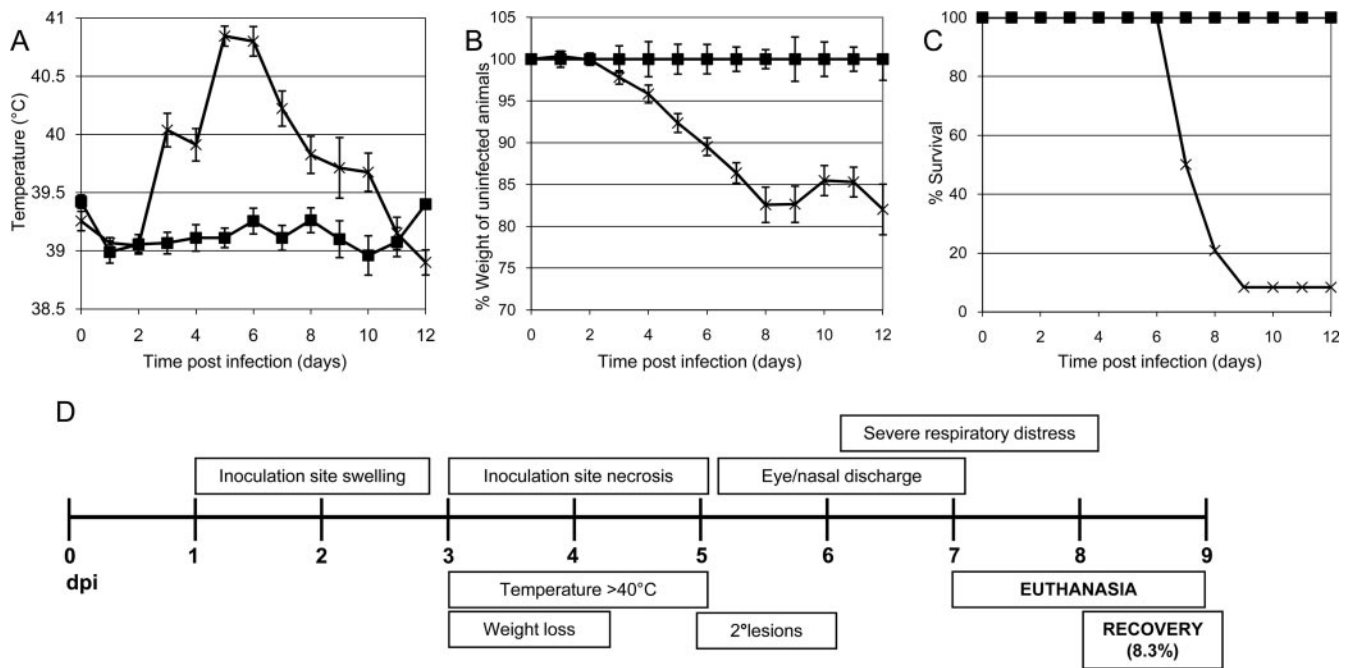 A
Temperature (°C)
41
40.5
40
39.5
39
38.5
0 2 4 6 8 10 12
Time post infection (days)
B
% Weight of uninfected animals
105
100
95
90
85
80
75
70
0 2 4 6 8 10 12
Time post infection (days)
C
% Survival
100
80
60
40
20
0
0 2 4 6 8 10 12
Time post infection (days)
D
Severe respiratory distress
Inoculation site swelling
Inoculation site necrosis
Eye/nasal discharge
0 1 2 3 4 5 6 7 8 9
dpi
Temperature >40°C
EUTHANASIA
Weight loss
2°lesions
RECOVERY
(8.3%)